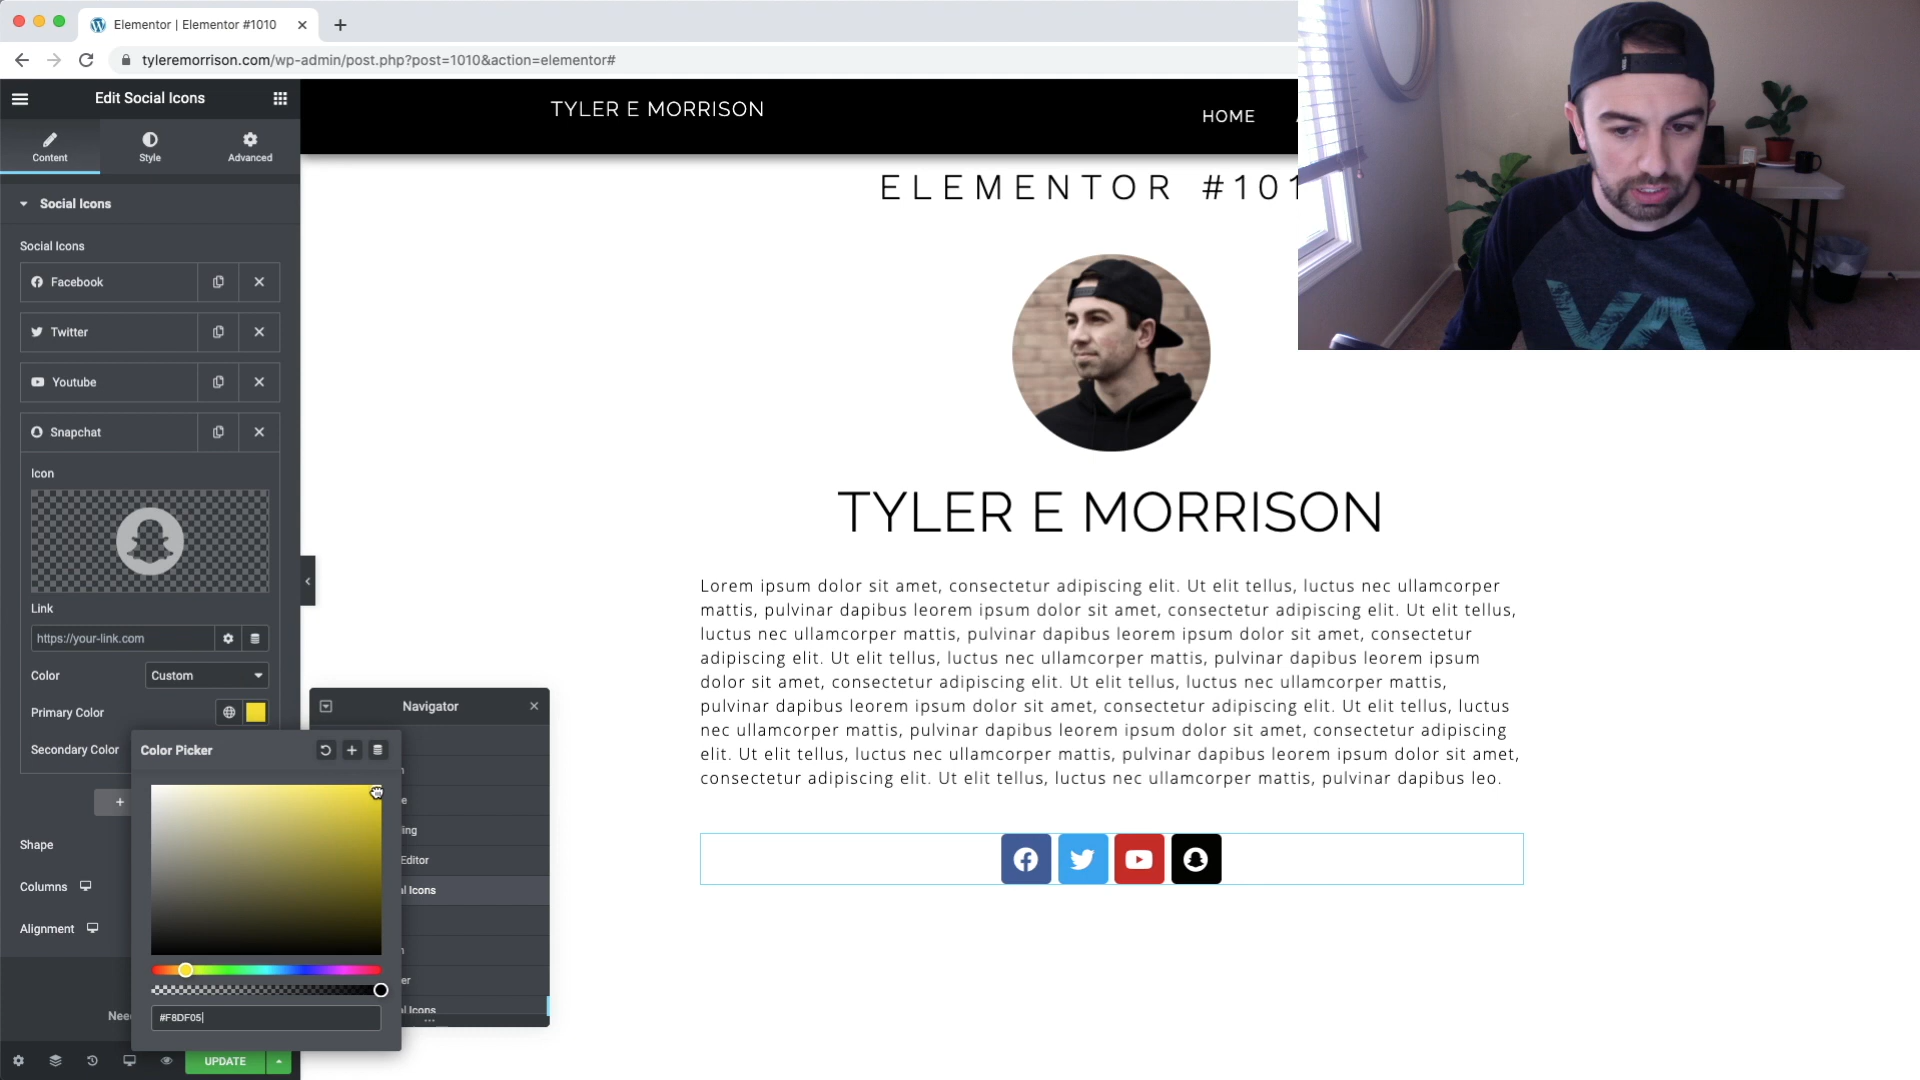 Elementor | Elementor #1010
tyleremorrison.com/wp-admin/post.php?post=1010&action=elementor#
Edit Social Icons
Content
Style
Advanced
Social Icons
Social Icons
Facebook
Twitter
Youtube
Snapchat
Icon
Link
https://your-link.com
Color
Custom
Primary Color
Secondary Color
Color Picker
#F8DF05
Shape
Columns
Alignment
Nee
UPDATE
Navigator
n
e
ing
Editor
al Icons
n
er
al Icons
TYLER E MORRISON
HOME
ELEMENTOR #101
TYLER E MORRISON
Lorem ipsum dolor sit amet, consectetur adipiscing elit. Ut elit tellus, luctus nec ullamcorper
mattis, pulvinar dapibus leorem ipsum dolor sit amet, consectetur adipiscing elit. Ut elit tellus,
luctus nec ullamcorper mattis, pulvinar dapibus leorem ipsum dolor sit amet, consectetur
adipiscing elit. Ut elit tellus, luctus nec ullamcorper mattis, pulvinar dapibus leorem ipsum
dolor sit amet, consectetur adipiscing elit. Ut elit tellus, luctus nec ullamcorper mattis,
pulvinar dapibus leorem ipsum dolor sit amet, consectetur adipiscing elit. Ut elit tellus, luctus
nec ullamcorper mattis, pulvinar dapibus leorem ipsum dolor sit amet, consectetur adipiscing
elit. Ut elit tellus, luctus nec ullamcorper mattis, pulvinar dapibus leorem ipsum dolor sit amet,
consectetur adipiscing elit. Ut elit tellus, luctus nec ullamcorper mattis, pulvinar dapibus leo.
VA